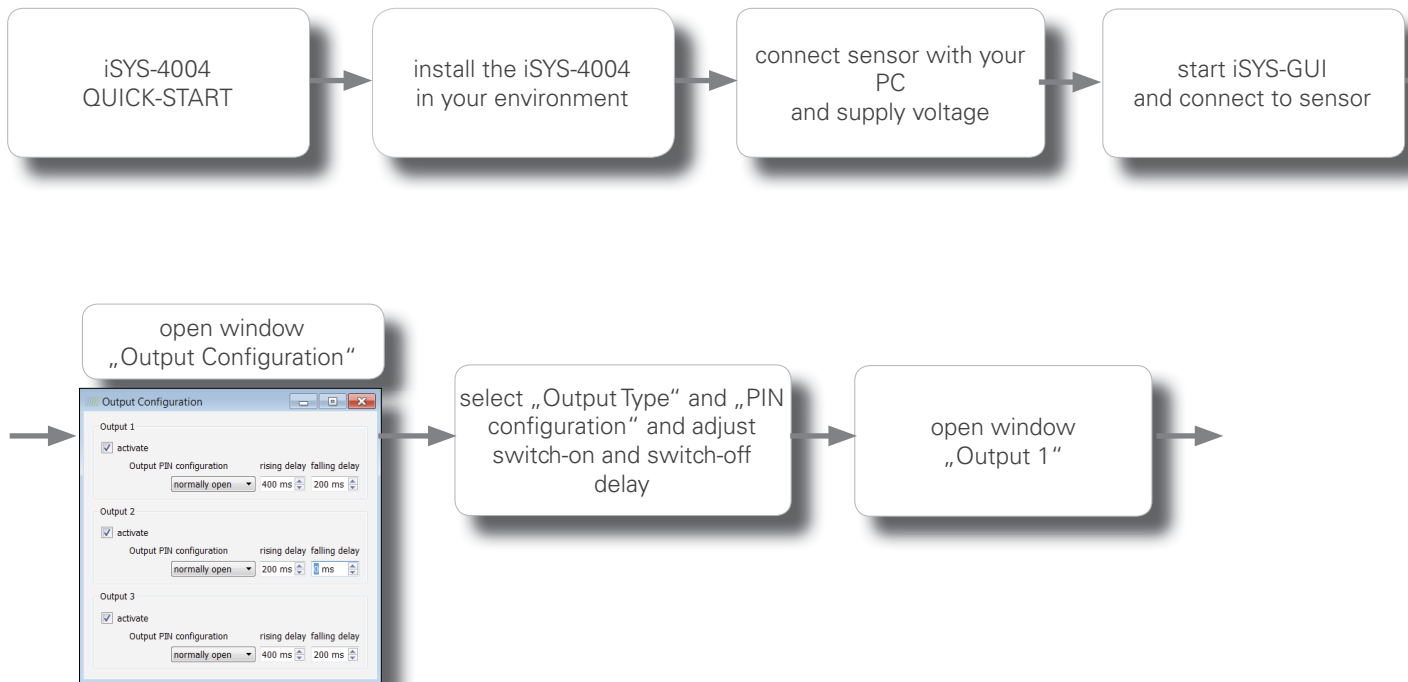 iSYS-4004
QUICK-START
install the iSYS-4004
in your environment
connect sensor with your
PC
and supply voltage
start iSYS-GUI
and connect to sensor
open window
„Output Configuration“
Output Configuration
Output 1
activate
Output PIN configuration rising delay falling delay
normally open 400 ms 200 ms
Output 2
activate
Output PIN configuration rising delay falling delay
normally open 200 ms 0 ms
Output 3
activate
Output PIN configuration rising delay falling delay
normally open 400 ms 200 ms
select „Output Type“ and „PIN
configuration“ and adjust
switch-on and switch-off
delay
open window
„Output 1“